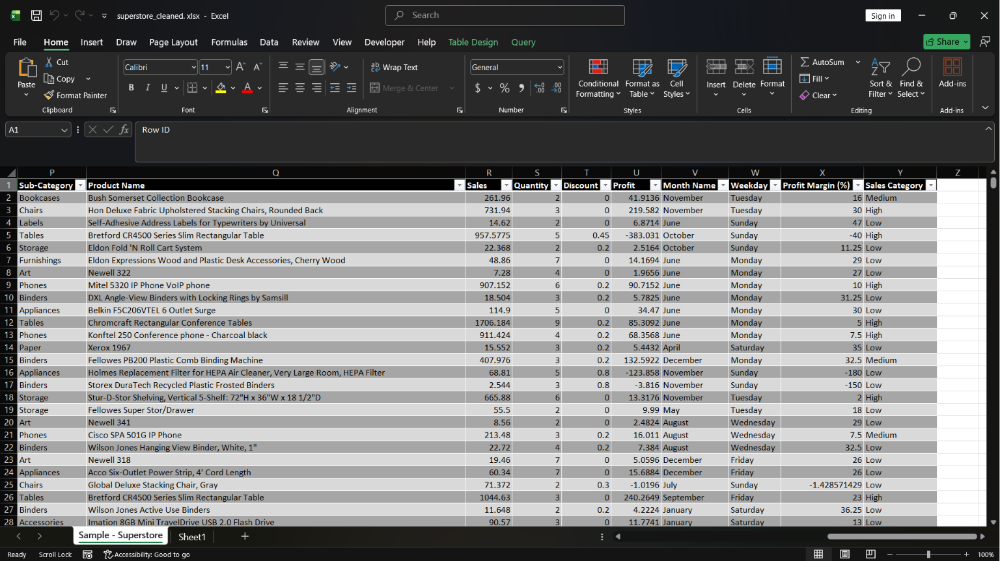 superstore_cleaned. xlsx - Excel
Search
Sign in
File Home Insert Draw Page Layout Formulas Data Review View Developer Help Table Design Query
Share
Paste
Cut
Copy
Format Painter
Clipboard
Calibri 11
B I U
A
Font
Wrap Text
Merge & Center
Alignment
General
$ % 9
Number
Conditional Formatting
Format as Table
Cell Styles
Styles
Insert Delete Format
Cells
AutoSum
Fill
Clear
Sort & Filter
Find & Select
Editing
Add-ins
Add-ins
A1 fx Row ID
P Q R S T U V W X Y Z
1 Sub-Category Product Name Sales Quantity Discount Profit Month Name Weekday Profit Margin (%) Sales Category
2 Bookcases Bush Somerset Collection Bookcase 261.96 2 0 41.9136 November Tuesday 16 Medium
3 Chairs Hon Deluxe Fabric Upholstered Stacking Chairs, Rounded Back 731.94 3 0 219.582 November Tuesday 30 High
4 Labels Self-Adhesive Address Labels for Typewriters by Universal 14.62 2 0 6.8714 June Sunday 47 Low
5 Tables Bretford CR4500 Series Slim Rectangular Table 957.5775 5 0.45 -383.031 October Sunday -40 High
6 Storage Eldon Fold 'N Roll Cart System 22.368 2 0.2 2.5164 October Sunday 11.25 Low
7 Furnishings Eldon Expressions Wood and Plastic Desk Accessories, Cherry Wood 48.86 7 0 14.1694 June Monday 29 Low
8 Art Newell 322 7.28 4 0 1.9656 June Monday 27 Low
9 Phones Mitel 5320 IP Phone VoIP phone 907.152 6 0.2 90.7152 June Monday 10 High
10 Binders DXL Angle-View Binders with Locking Rings by Samsill 18.504 3 0.2 5.7825 June Monday 31.25 Low
11 Appliances Belkin F5C206VTEL 6 Outlet Surge 114.9 5 0 34.47 June Monday 30 Low
12 Tables Chromcraft Rectangular Conference Tables 1706.184 9 0.2 85.3092 June Monday 5 High
13 Phones Konftel 250 Conference phone - Charcoal black 911.424 4 0.2 68.3568 June Monday 7.5 High
14 Paper Xerox 1967 15.552 3 0.2 5.4432 April Saturday 35 Low
15 Binders Fellowes PB200 Plastic Comb Binding Machine 407.976 3 0.2 132.5922 December Monday 32.5 Medium
16 Appliances Holmes Replacement Filter for HEPA Air Cleaner, Very Large Room, HEPA Filter 68.81 5 0.8 -123.858 November Sunday -180 Low
17 Binders Storex DuraTech Recycled Plastic Frosted Binders 2.544 3 0.8 -3.816 November Sunday -150 Low
18 Storage Stur-D-Stor Shelving, Vertical 5-Shelf: 72"H x 36"W x 18 1/2"D 665.88 6 0 13.3176 November Tuesday 2 High
19 Storage Fellowes Super Stor/Drawer 55.5 2 0 9.99 May Tuesday 18 Low
20 Art Newell 341 8.56 2 0 2.4824 August Wednesday 29 Low
21 Phones Cisco SPA 501G IP Phone 213.48 3 0.2 16.011 August Wednesday 7.5 Medium
22 Binders Wilson Jones Hanging View Binder, White, 1" 22.72 4 0.2 7.384 August Wednesday 32.5 Low
23 Art Newell 318 19.46 7 0 5.0596 December Friday 26 Low
24 Appliances Acco Six-Outlet Power Strip, 4' Cord Length 60.34 7 0 15.6884 December Friday 26 Low
25 Chairs Global Deluxe Stacking Chair, Gray 71.372 2 0.3 -1.0196 July Sunday -1.428571429 Low
26 Tables Bretford CR4500 Series Slim Rectangular Table 1044.63 3 0 240.2649 September Friday 23 High
27 Binders Wilson Jones Active Use Binders 11.648 2 0.2 4.2224 January Saturday 36.25 Low
28 Accessories Imation 8GB Mini TravelDrive USB 2.0 Flash Drive 90.57 3 0 11.7741 January Saturday 13 Low
Sample - Superstore Sheet1
Ready Scroll Lock Accessibility: Good to go 100%